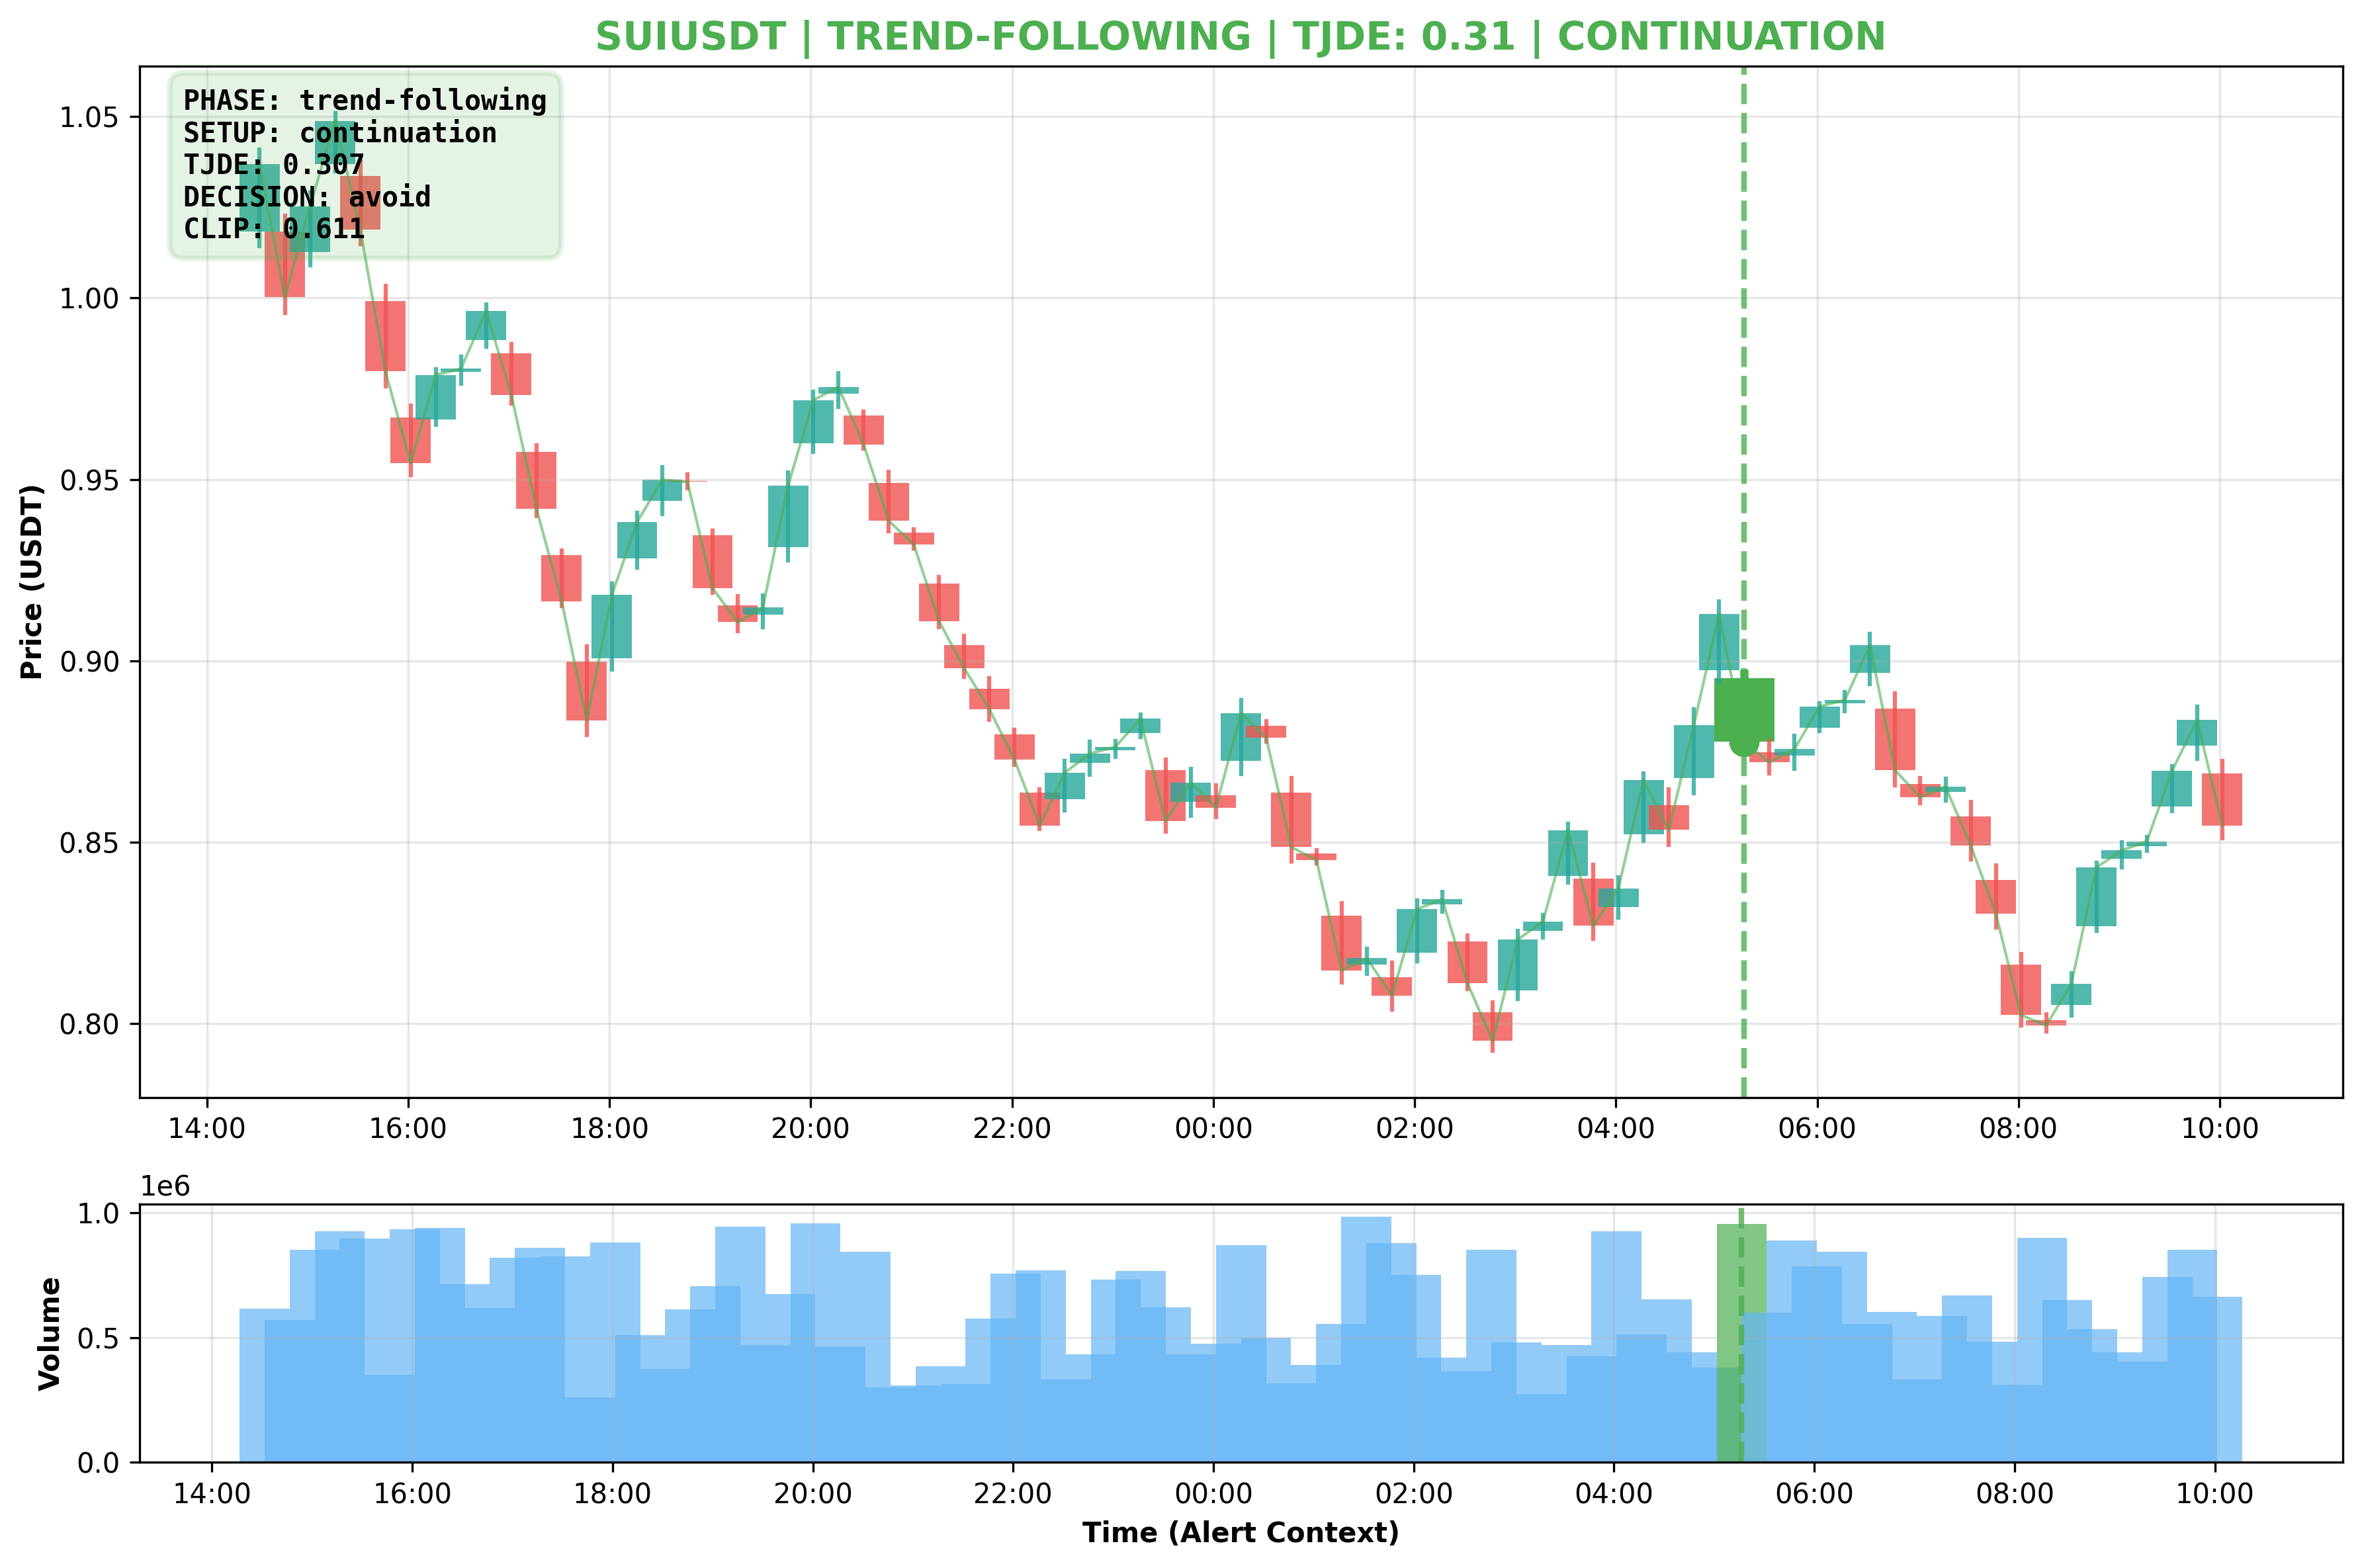 SUIUSDT | TREND-FOLLOWING | TJDE: 0.31 | CONTINUATION
PHASE: trend-following
SETUP: continuation
TJDE: 0.307
DECISION: avoid
CLIP: 0.611
Price (USDT)
1.05
1.00
0.95
0.90
0.85
0.80
14:00 16:00 18:00 20:00 22:00 00:00 02:00 04:00 06:00 08:00 10:00
1e6
Volume
1.0
0.5
0.0
14:00 16:00 18:00 20:00 22:00 00:00 02:00 04:00 06:00 08:00 10:00
Time (Alert Context)